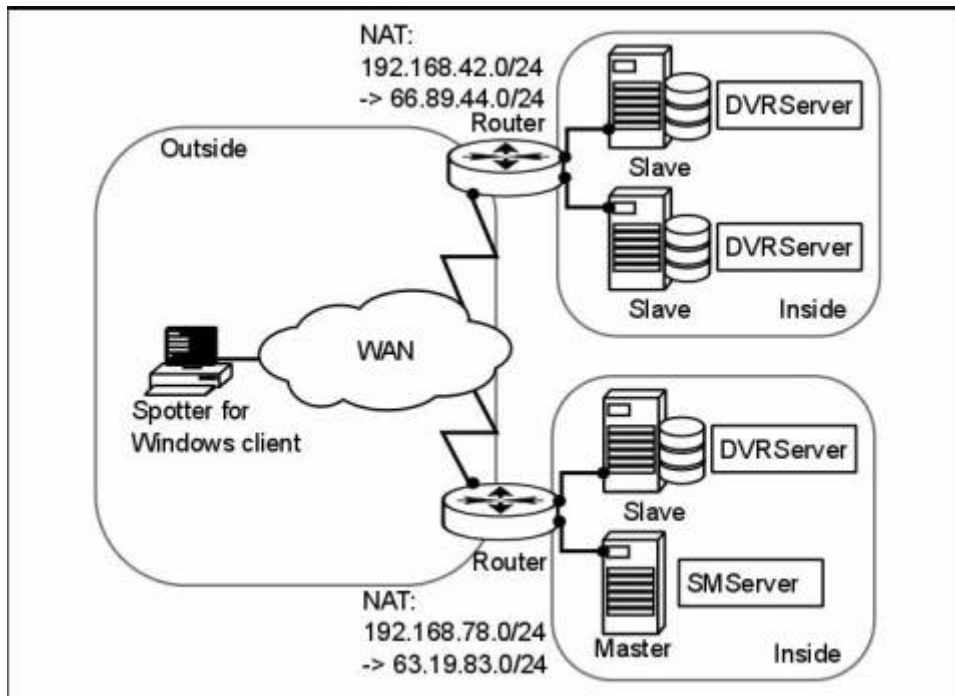 NAT:
192.168.42.0/24
-> 66.89.44.0/24
Router
Outside
DVRServer
Slave
DVRServer
Slave
Inside
WAN
Spotter for
Windows client
DVRServer
Slave
Router
SMServer
NAT:
192.168.78.0/24
-> 63.19.83.0/24
Master
Inside